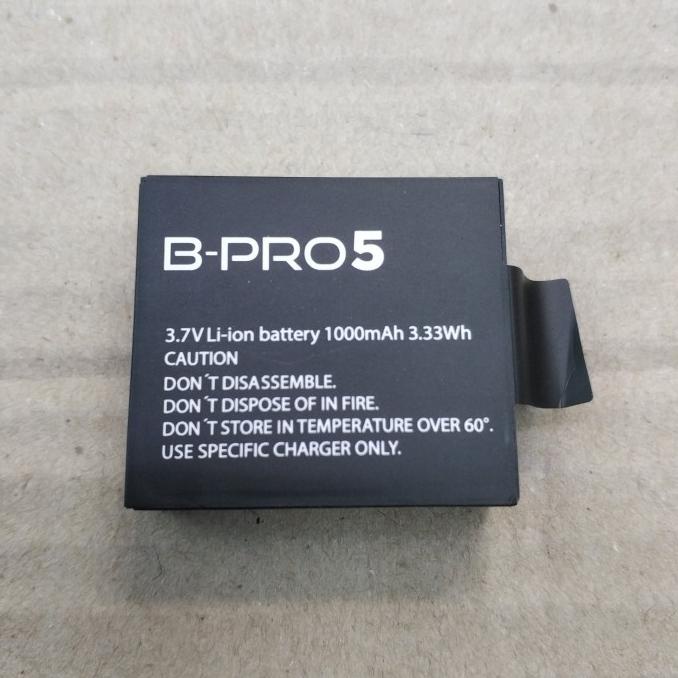 B-PRO5
3.7V Li-ion battery 1000mAh 3.33Wh
CAUTION
DON´T DISASSEMBLE.
DON´T DISPOSE OF IN FIRE.
DON´T STORE IN TEMPERATURE OVER 60°.
USE SPECIFIC CHARGER ONLY.